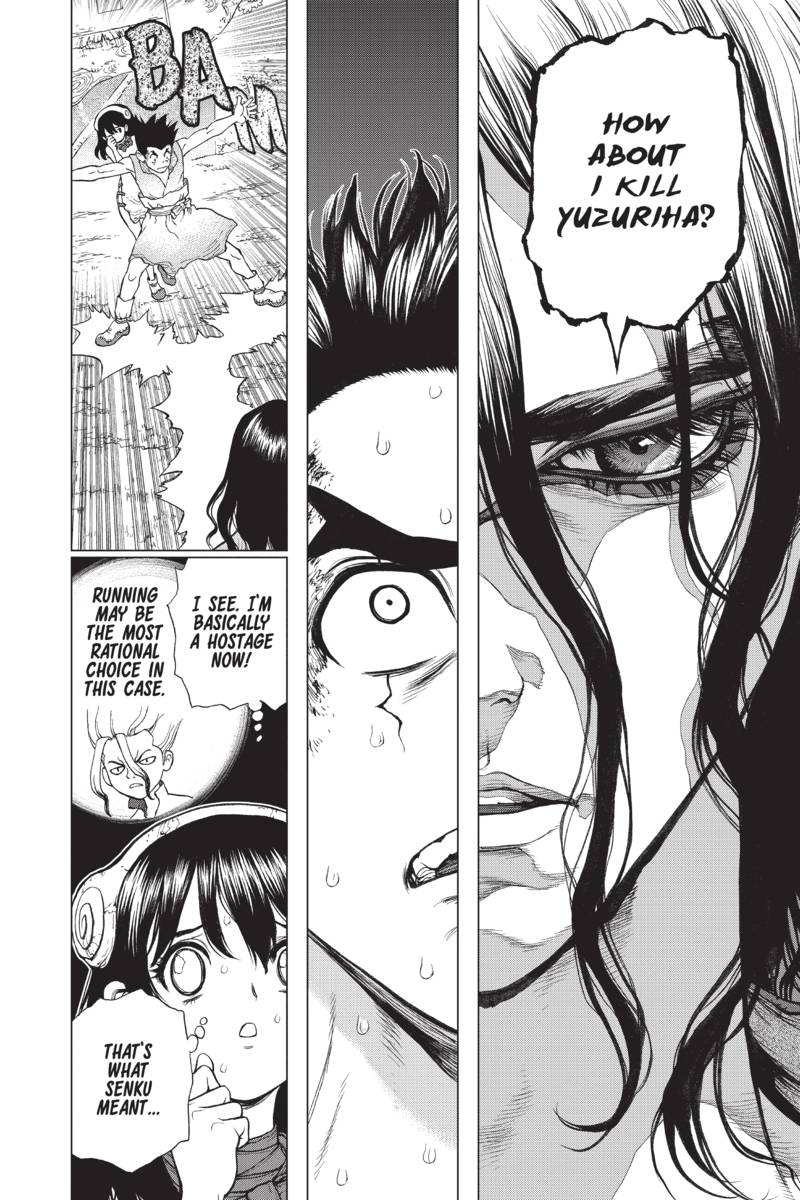 HOW
ABOUT
I KILL
YUZURIHA?
BAM
I SEE. I'M
BASICALLY
A HOSTAGE
NOW!
RUNNING
MAY BE
THE MOST
RATIONAL
CHOICE IN
THIS CASE.
THAT'S
WHAT
SENKU
MEANT...